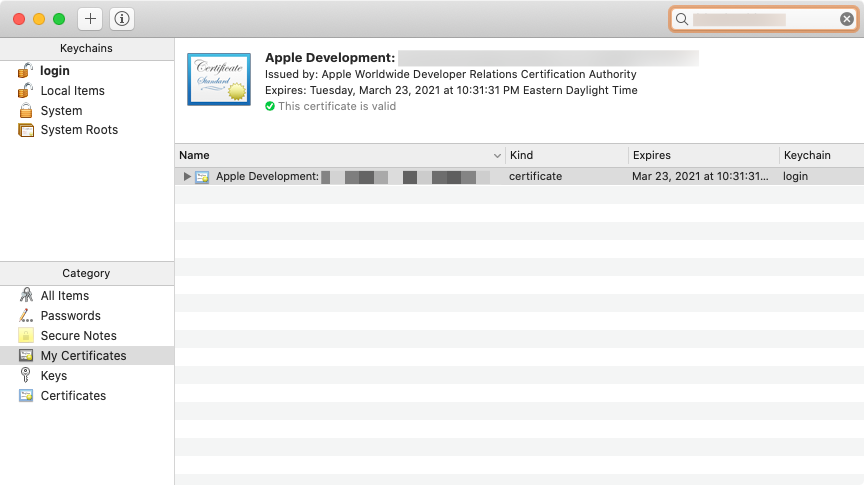 Keychains
login
Local Items
System
System Roots
Category
All Items
Passwords
Secure Notes
My Certificates
Keys
Certificates
Certificate
Standard
Apple Development:
Issued by: Apple Worldwide Developer Relations Certification Authority
Expires: Tuesday, March 23, 2021 at 10:31:31 PM Eastern Daylight Time
This certificate is valid
Name Kind Expires Keychain
Apple Development: certificate Mar 23, 2021 at 10:31:31... login